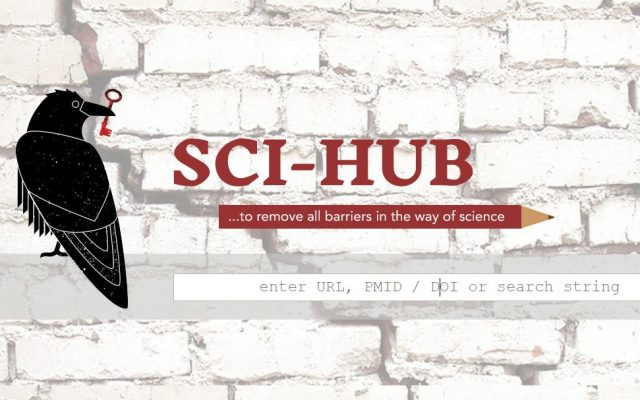 SCI-HUB
...to remove all barriers in the way of science
enter URL, PMID / DOI or search string